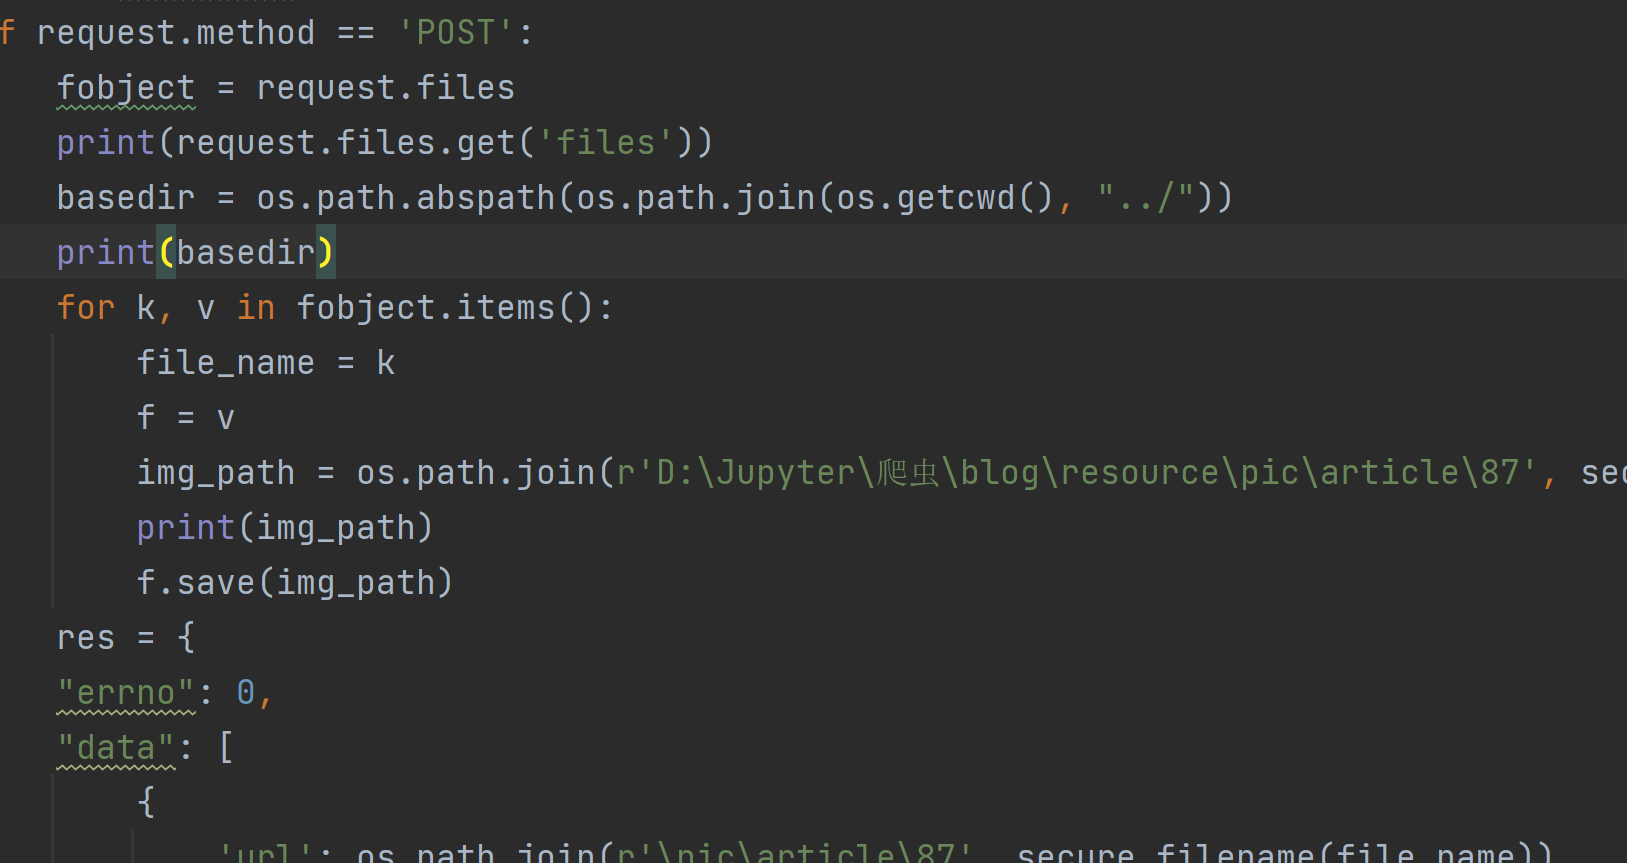 f request.method == 'POST':
fobject = request.files
print(request.files.get('files'))
basedir = os.path.abspath(os.path.join(os.getcwd(), "../"))
print(basedir)
for k, v in fobject.items():
file_name = k
f = v
img_path = os.path.join(r'D:\Jupyter\爬虫\blog\resource\pic\article\87', sec
print(img_path)
f.save(img_path)
res = {
"errno": 0,
"data": [
{
'url': os.path.join(r'\pic\article\87', secure_filename(file_name))